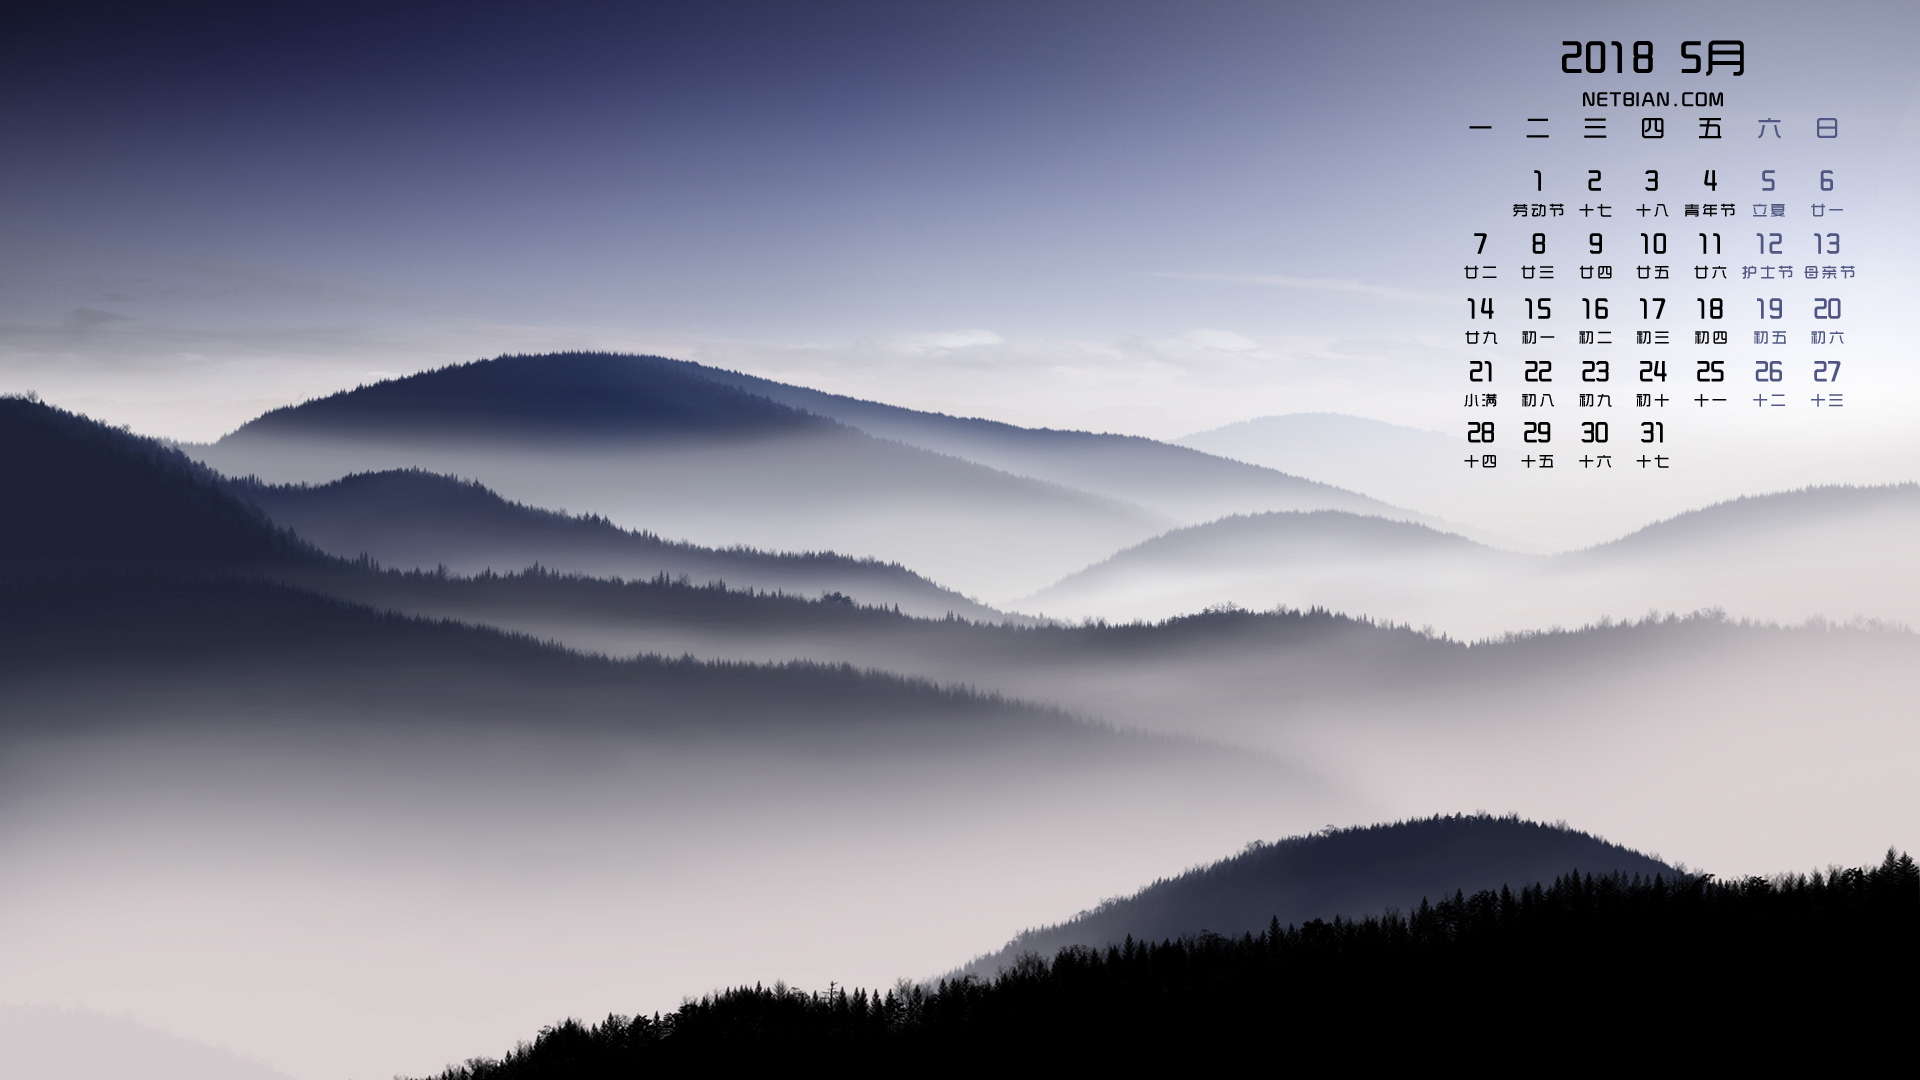 2018 5月
NETBIAN.COM
一 二 三 四 五 六 日
1 2 3 4 5 6
劳动节 十七 十八 青年节 立夏 廿一
7 8 9 10 11 12 13
廿二 廿三 廿四 廿五 廿六 护士节 母亲节
14 15 16 17 18 19 20
廿九 初一 初二 初三 初四 初五 初六
21 22 23 24 25 26 27
小满 初八 初九 初十 十一 十二 十三
28 29 30 31
十四 十五 十六 十七